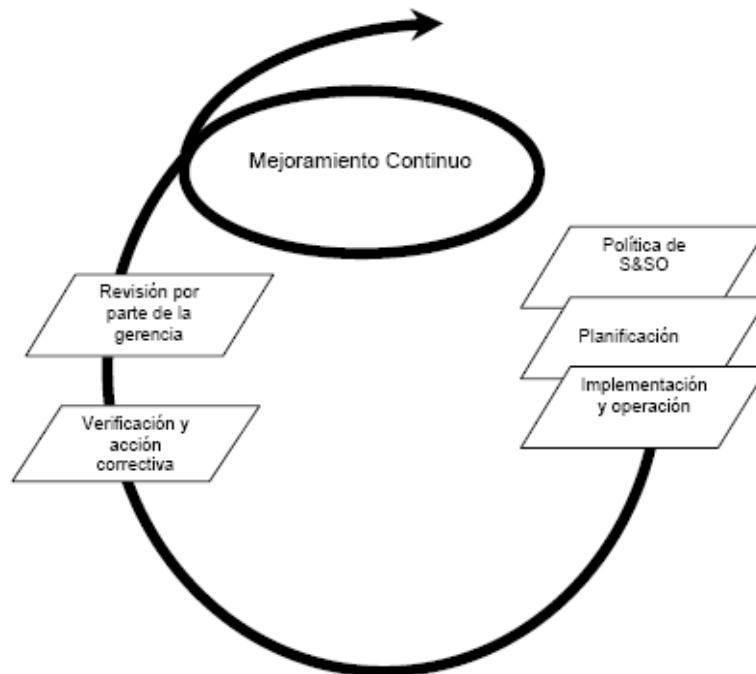 Mejoramiento Continuo
Política de
S&SO
Planificación
Implementación
y operación
Revisión por
parte de la
gerencia
Verificación y
acción
correctiva